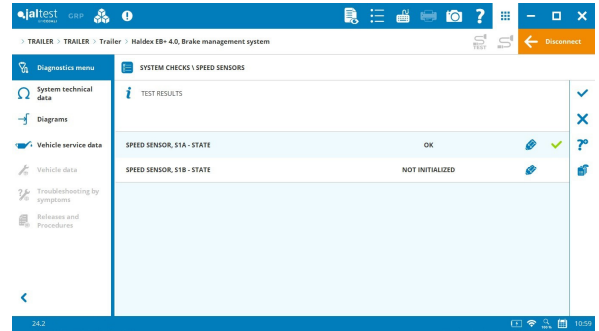 jaltest GRP
> TRAILER > TRAILER > Trailer > Haldex EB+ 4.0, Brake management system
TEST
Disconnect
Diagnostics menu
SYSTEM CHECKS \ SPEED SENSORS
System technical
data
TEST RESULTS
Diagrams
Vehicle service data
SPEED SENSOR, S1A - STATE OK
Vehicle data
SPEED SENSOR, S1B - STATE NOT INITIALIZED
Troubleshooting by
symptoms
Releases and
Procedures
24.2
100%
10:59